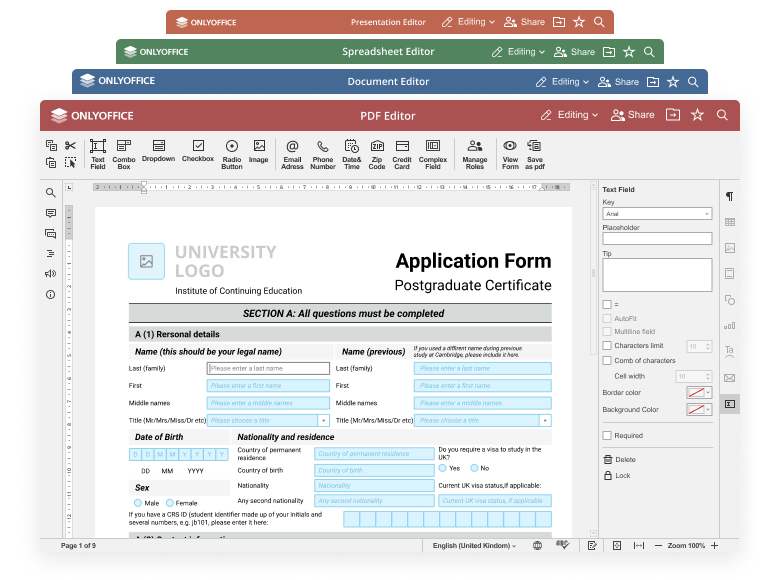 ONLYOFFICE Presentation Editor Editing Share
ONLYOFFICE Spreadsheet Editor Editing Share
ONLYOFFICE Document Editor Editing Share
ONLYOFFICE PDF Editor Editing Share
Text Field
Combo Box
Dropdown
Checkbox
Radio Button
Image
Email Adress
Phone Number
Date& Time
Zip Code
Credit Card
Complex Field
Manage Roles
View Form
Save as pdf
UNIVERSITY
LOGO
Institute of Continuing Education
Application Form
Postgraduate Certificate
SECTION A: All questions must be completed
A (1) Rersonal details
Name (this should be your legal name)
Name (previous)
If you used a differient name during previous
study at Cambridge, please include it here.
Last (family) Please enter a last name Last (family) Please enter a last name
First Please enter a first name First Please enter a first name
Middle names Please enter a middle names Middle names Please enter a middle names
Title (Mr/Mrs/Miss/Dr etc) Please choose a title Title (Mr/Mrs/Miss/Dr etc) Please choose a title
Date of Birth
D D M M Y Y Y Y
DD MM YYYY
Sex
Male Female
Nationality and residence
Country of permanent
residence
Country of permanent residence
Country of birth Country of birth
Nationality Nacionality
Any second nationality Any second nationality
Do you require a visa to study in the
UK?
Yes No
Current UK visa status,if applicable:
Current UK visa status, if applicable
If you have a CRS ID (student identifier made up of your initials and
several numbers, e.g. jb101, please enter it here:
Text Field
Key
Arial
Placeholder
Tip
=
AutoFit
Multiline field
Characters limit 10
Comb of characters
Cell width 10
Border color
Background Color
Required
Delete
Lock
Page 1 of 9 English (United Kindom) Zoom 100%